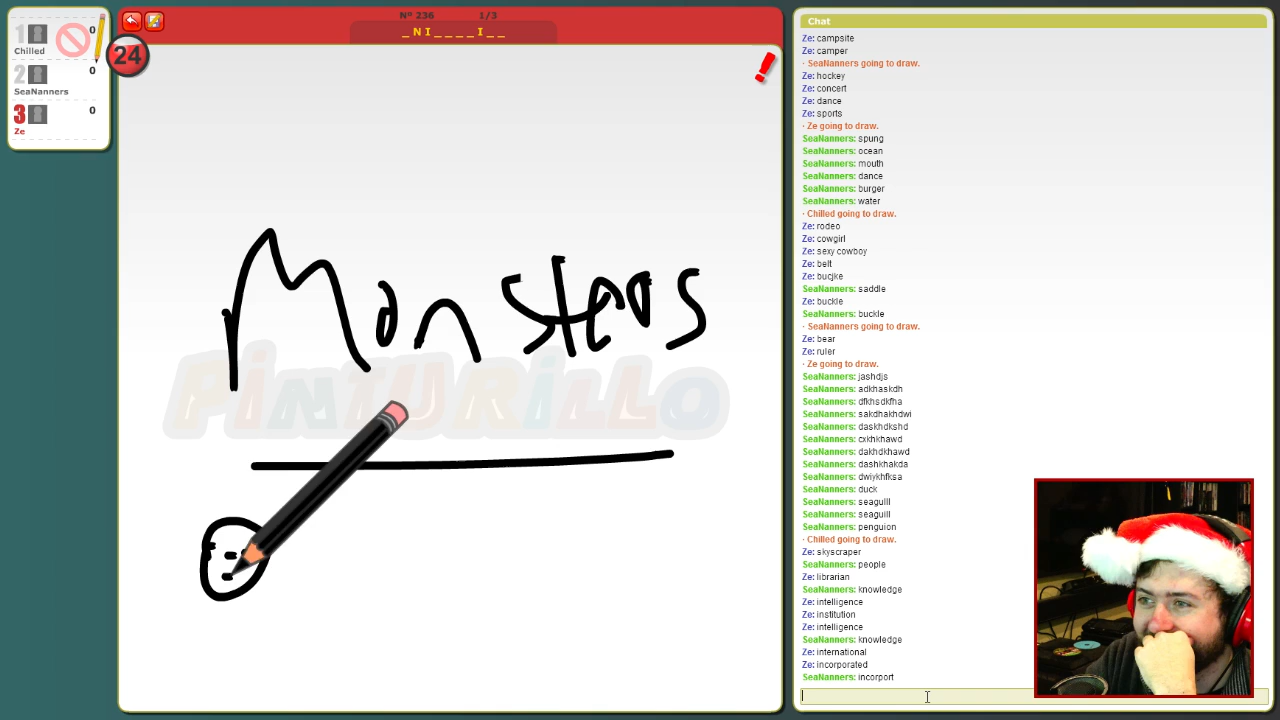 1
Chilled
0
2
SeaNanners
0
3
Ze
0
24
Nº 236
1/3
_ N I _ _ _ _ I _ _
Monsters
PinTURiLLO
Chat
Ze: campsite
Ze: camper
· SeaNanners going to draw.
Ze: hockey
Ze: concert
Ze: dance
Ze: sports
· Ze going to draw.
SeaNanners: spung
SeaNanners: ocean
SeaNanners: mouth
SeaNanners: dance
SeaNanners: burger
SeaNanners: water
· Chilled going to draw.
Ze: rodeo
Ze: cowgirl
Ze: sexy cowboy
Ze: belt
Ze: bucjke
SeaNanners: saddle
Ze: buckle
SeaNanners: buckle
· SeaNanners going to draw.
Ze: bear
Ze: ruler
· Ze going to draw.
SeaNanners: jashdjs
SeaNanners: adkhaskdh
SeaNanners: dfkhsdkfha
SeaNanners: sakdhakhdwi
SeaNanners: daskhdkshd
SeaNanners: cxkhkhawd
SeaNanners: dakhdkhawd
SeaNanners: dashkhakda
SeaNanners: dwiykhfksa
SeaNanners: duck
SeaNanners: seagulll
SeaNanners: seaguill
SeaNanners: penguion
· Chilled going to draw.
Ze: skyscraper
SeaNanners: people
Ze: librarian
SeaNanners: knowledge
Ze: intelligence
Ze: institution
Ze: intelligence
SeaNanners: knowledge
Ze: international
Ze: incorporated
SeaNanners: incorport